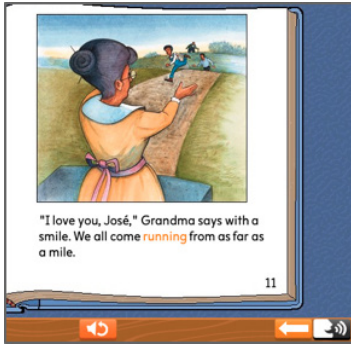 "I love you, José," Grandma says with a
smile. We all come running from as far as
a mile.
11